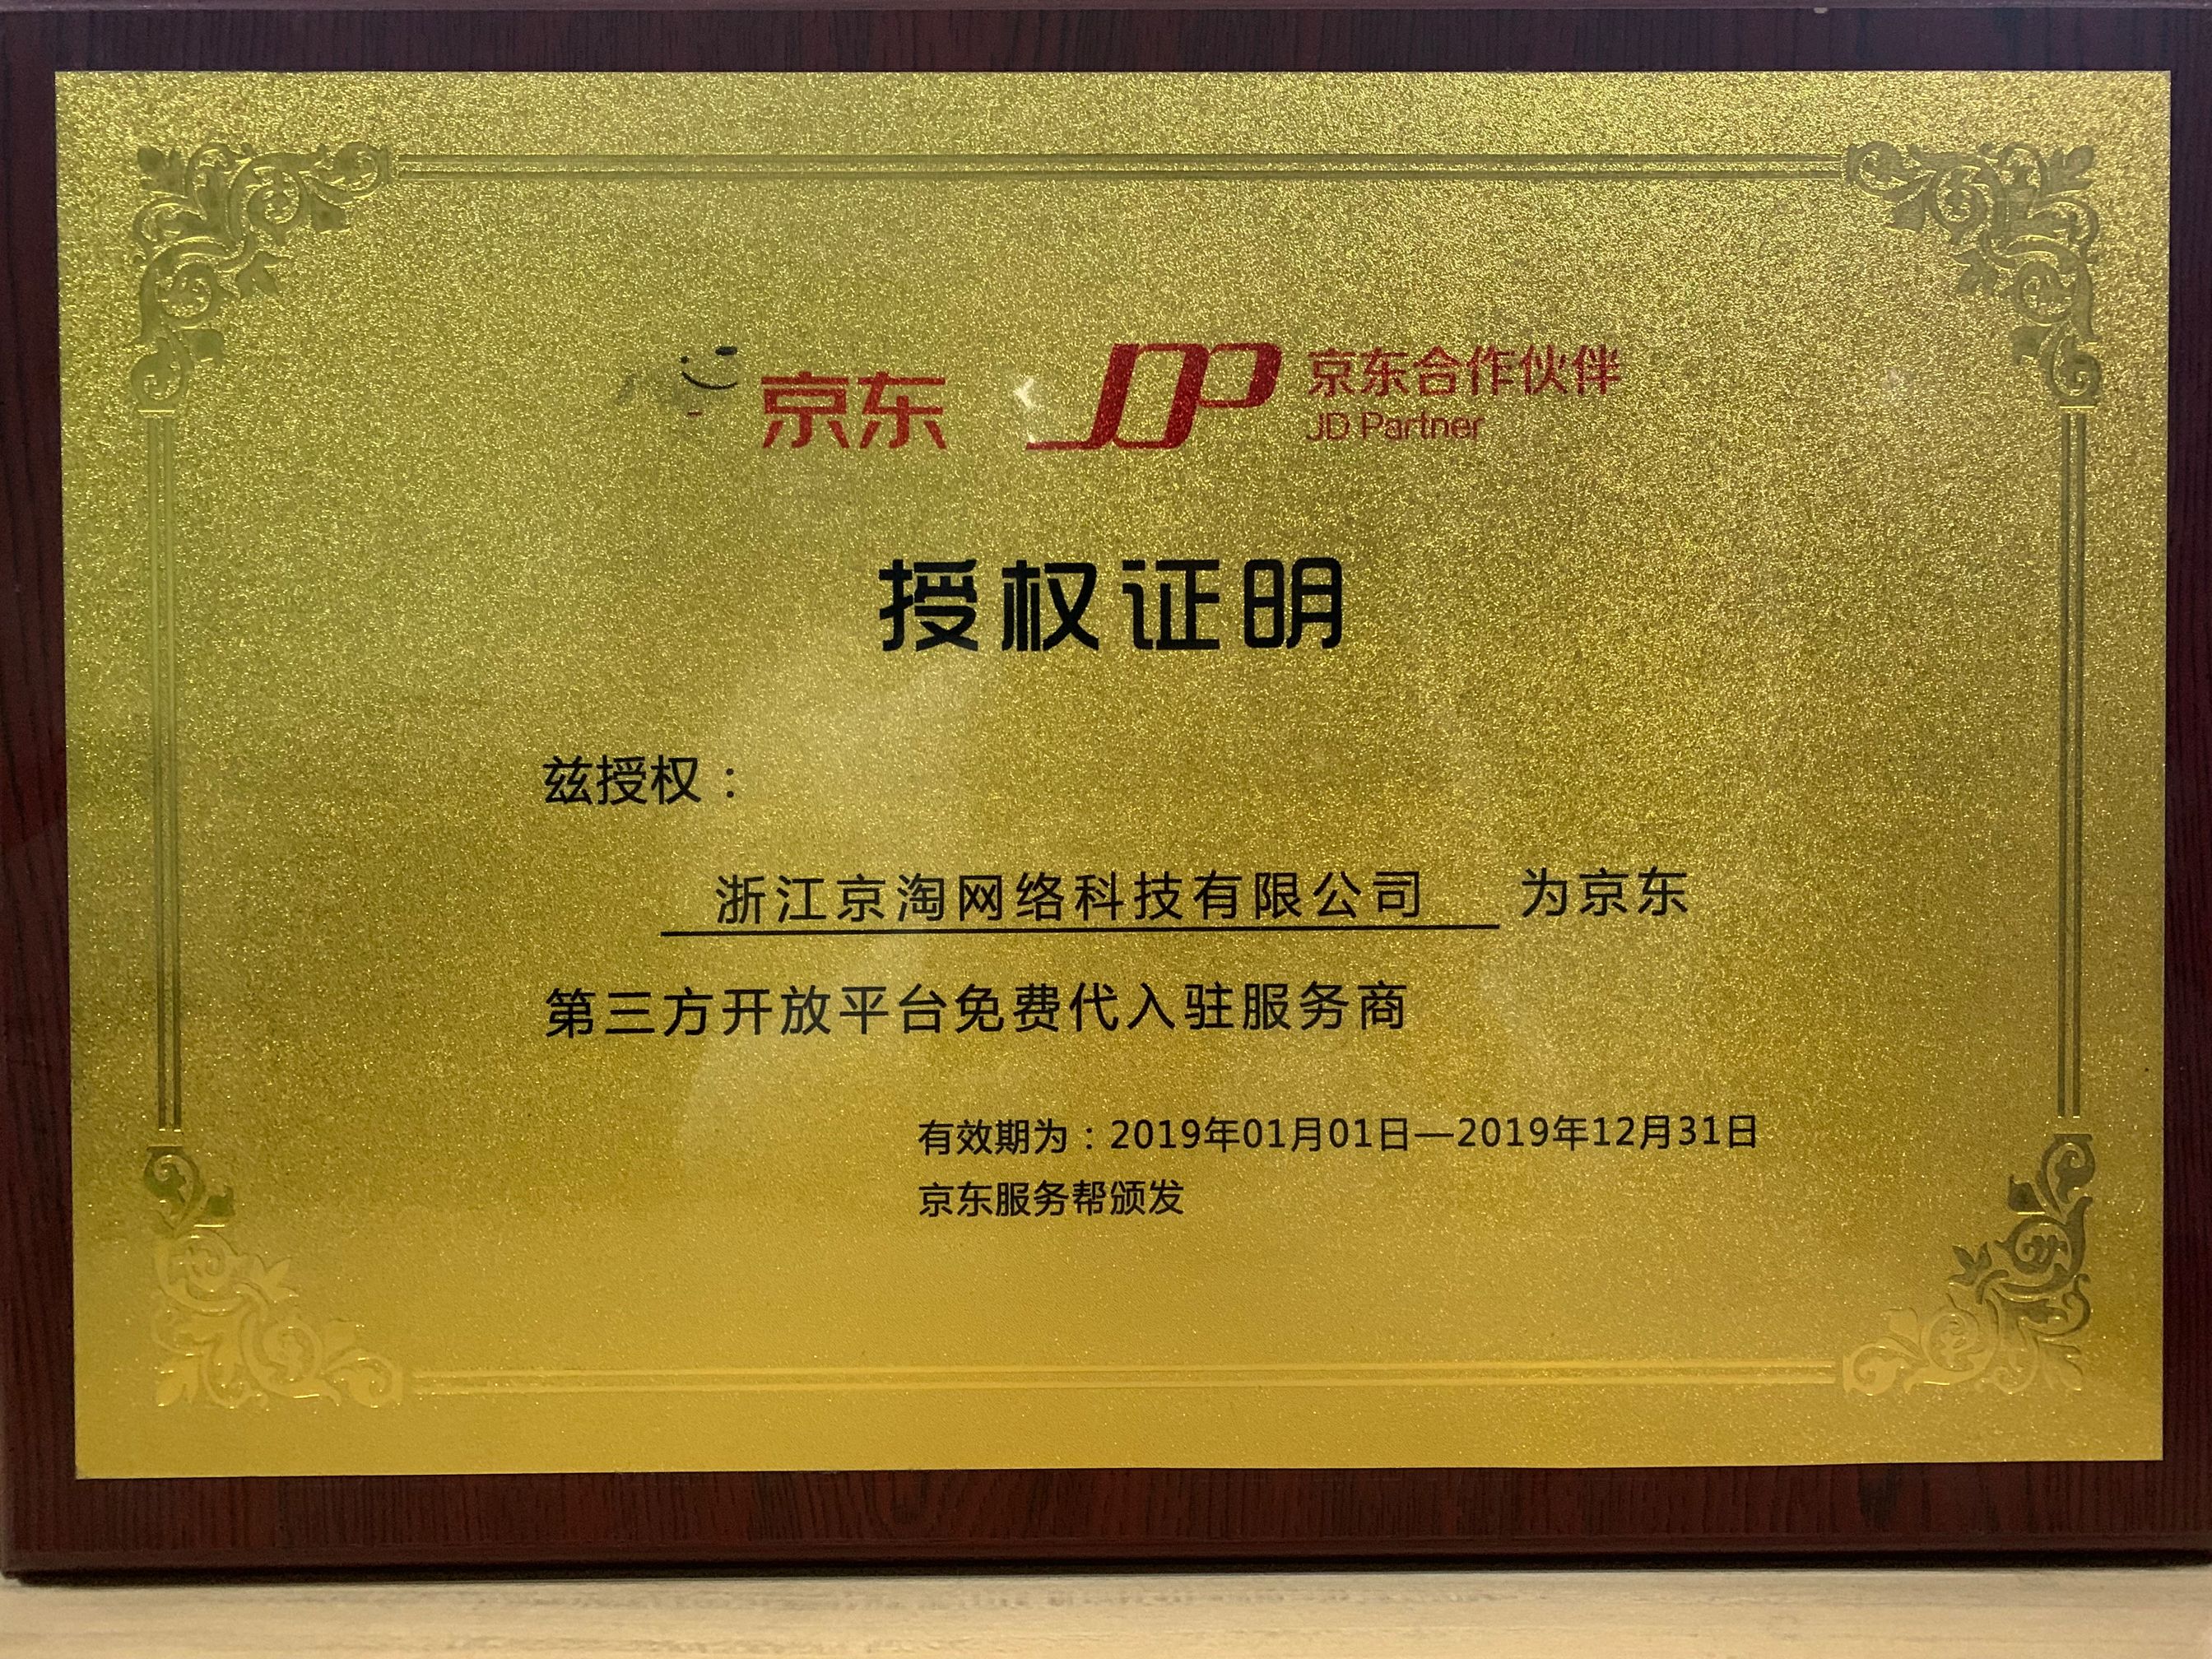 京东 JDP 京东合作伙伴
JD Partner
授权证明
兹授权：
浙江京淘网络科技有限公司 为京东
第三方开放平台免费代入驻服务商
有效期为：2019年01月01日—2019年12月31日
京东服务帮颁发